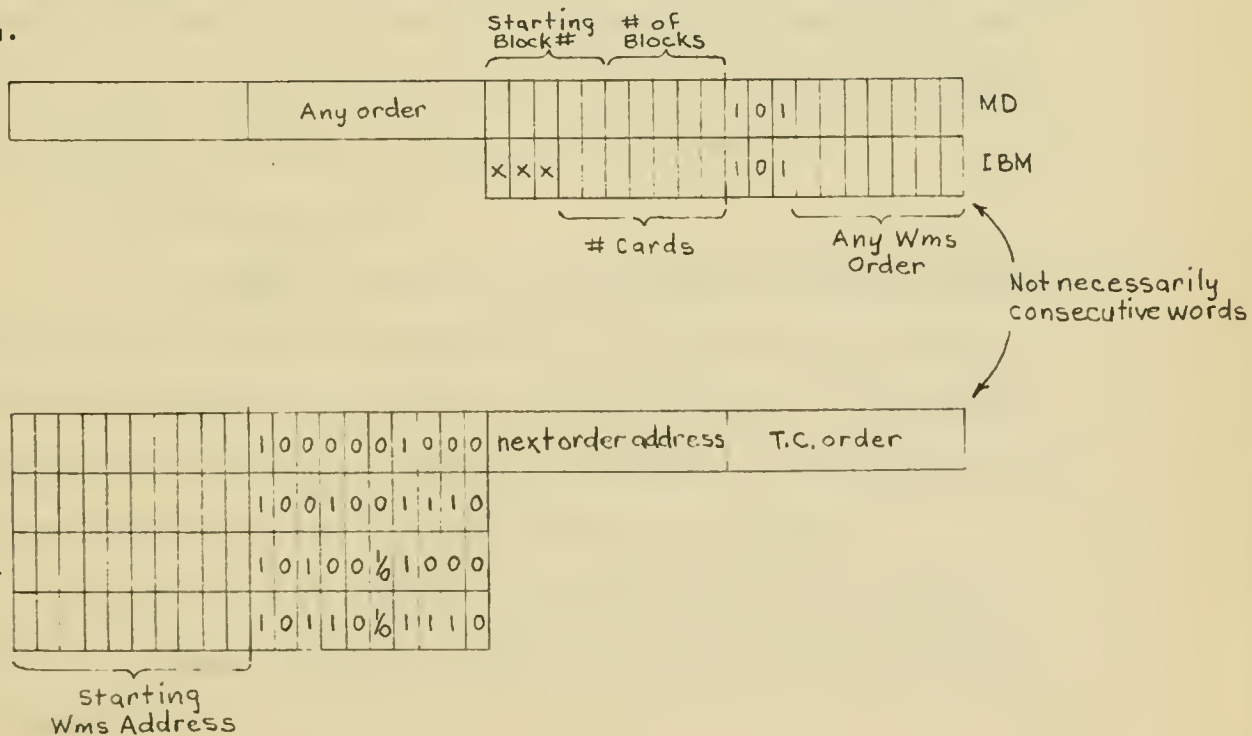 Starting # of
Block# Blocks
Any order 1 0 1 MD
x x x 1 0 1 IBM
# Cards Any Wms
Order
Not necessarily
consecutive words
1 0 0 0 0 0 1 0 0 0 next order address T.C. order
1 0 0 1 0 0 1 1 1 0
1 0 1 0 0 1/0 1 0 0 0
1 0 1 1 0 1/0 1 1 1 0
Starting
Wms Address